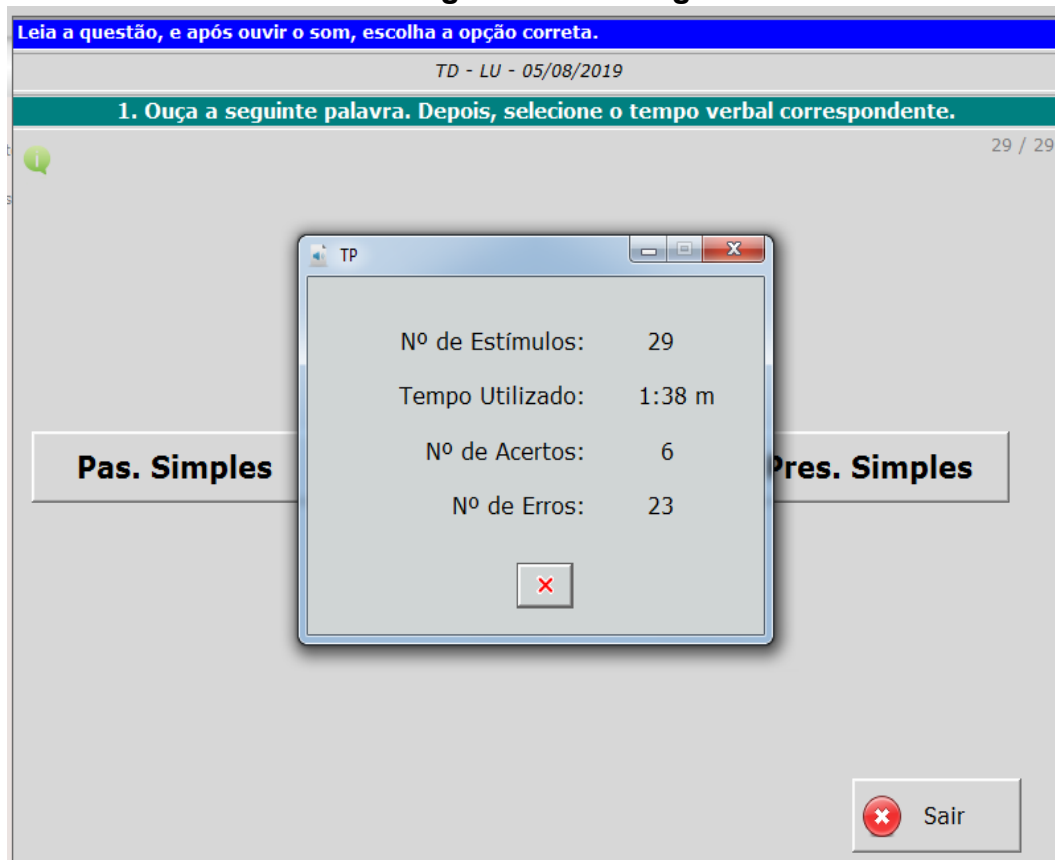 Leia a questão, e após ouvir o som, escolha a opção correta.
TD - LU - 05/08/2019
1. Ouça a seguinte palavra. Depois, selecione o tempo verbal correspondente.
29 / 29
TP
Nº de Estímulos: 29
Tempo Utilizado: 1:38 m
Nº de Acertos: 6
Nº de Erros: 23
Pas. Simples
Pres. Simples
Sair